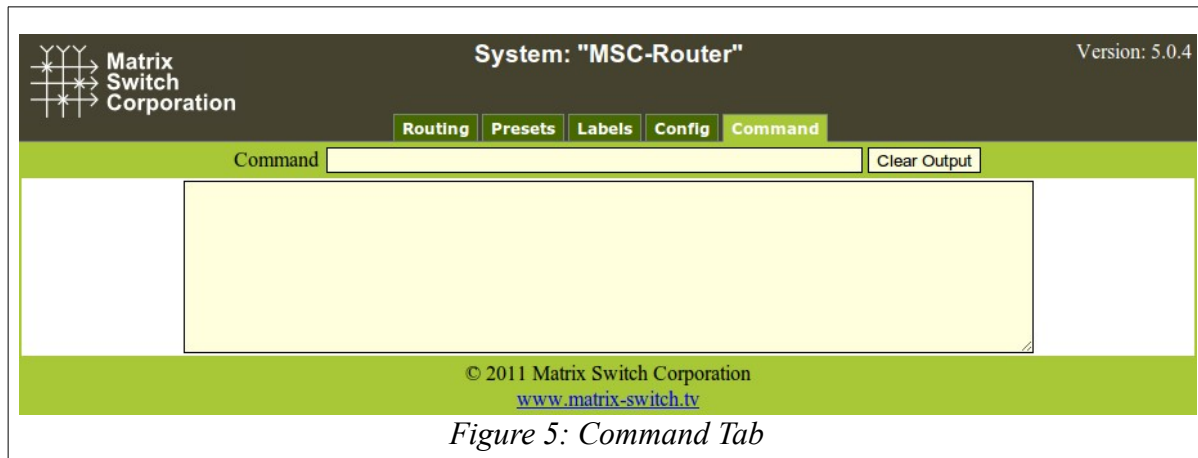 Matrix
Switch
Corporation
System: "MSC-Router"
Version: 5.0.4
Routing Presets Labels Config Command
Command Clear Output
© 2011 Matrix Switch Corporation
www.matrix-switch.tv
Figure 5: Command Tab